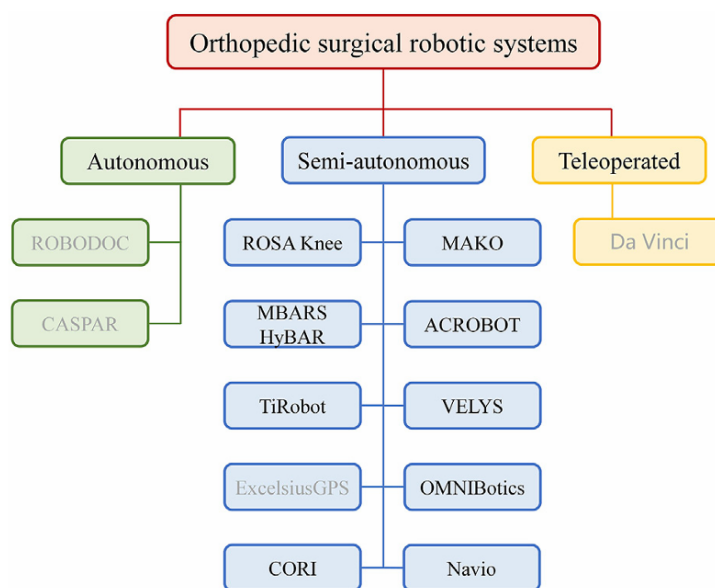 Orthopedic surgical robotic systems
Autonomous
Semi-autonomous
Teleoperated
ROBODOC
ROSA Knee
MAKO
Da Vinci
CASPAR
MBARS
HyBAR
ACROBOT
TiRobot
VELYS
ExcelsiusGPS
OMNIBotics
CORI
Navio